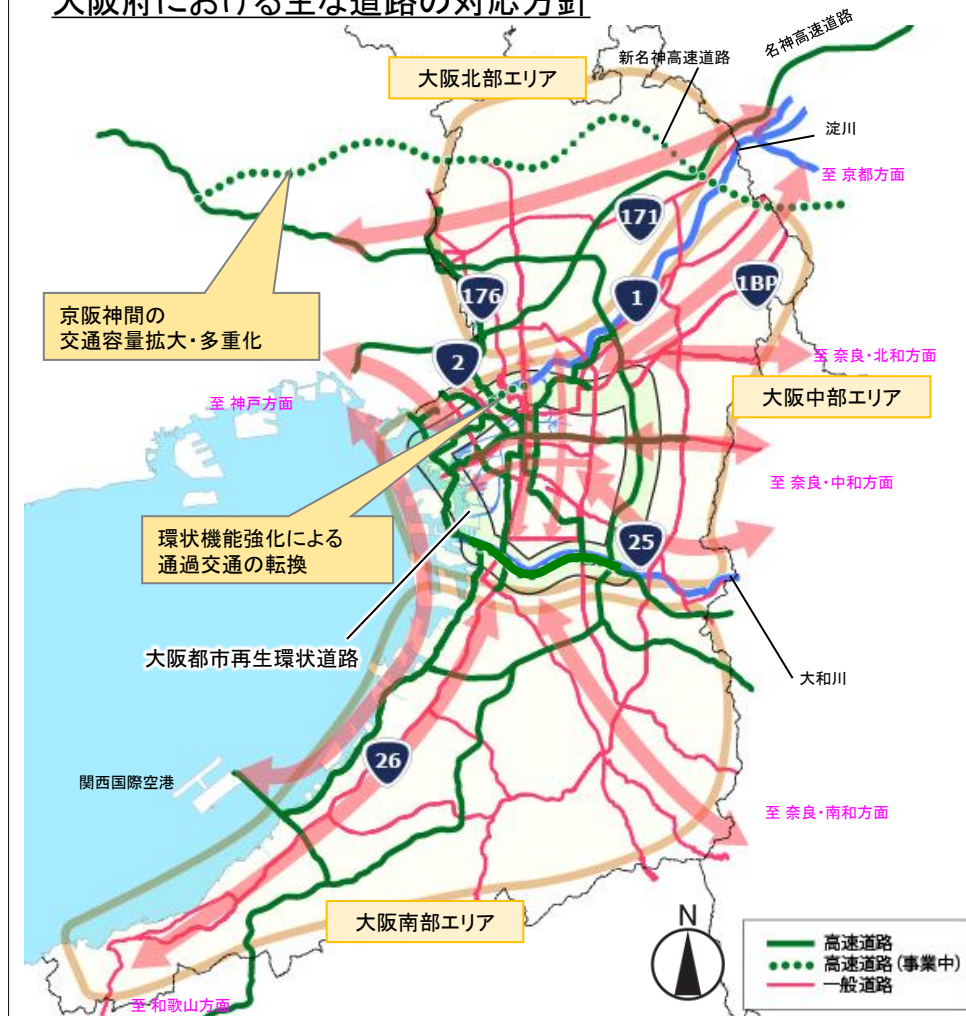 大阪府における主な道路の対応方針
名神高速道路
新名神高速道路
大阪北部エリア
淀川
至 京都方面
171
1BP
176
1
京阪神間の
交通容量拡大・多重化
2
至 奈良・北和方面
大阪中部エリア
至 神戸方面
至 奈良・中和方面
環状機能強化による
通過交通の転換
25
大阪都市再生環状道路
大和川
26
関西国際空港
至 奈良・南和方面
大阪南部エリア
N
高速道路
高速道路(事業中)
一般道路
至 和歌山方面